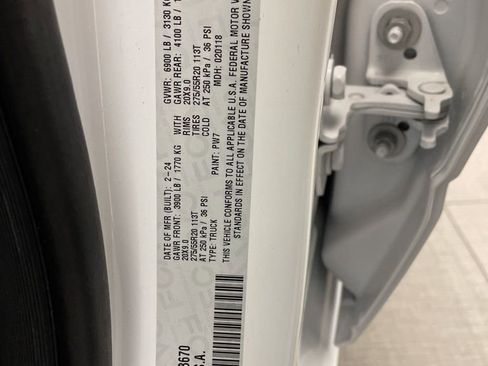 DATE OF MFR (BUILT): 2-24 GVWR: 6900 LB / 3130 KG
GAWR FRONT: 3900 LB / 1770 KG WITH GAWR REAR: 4100 LB /
20X9.0 RIMS 20X9.0
275/55R20 113T TIRES 275/55R20 113T
AT 250 kPa / 36 PSI COLD AT 250 kPa / 36 PSI
TYPE: TRUCK PAINT: PW7 MDH: 020118
THIS VEHICLE CONFORMS TO ALL APPLICABLE U.S.A. FEDERAL MOTOR
STANDARDS IN EFFECT ON THE DATE OF MANUFACTURE SHOWN
8670
S.A.